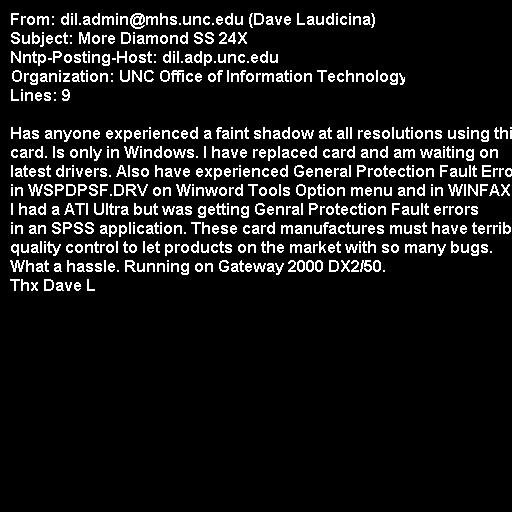 From: dil.admin@mhs.unc.edu (Dave Laudicina)
Subject: More Diamond SS 24X
Nntp-Posting-Host: dil.adp.unc.edu
Organization: UNC Office of Information Technology
Lines: 9

Has anyone experienced a faint shadow at all resolutions using thi
card. Is only in Windows. I have replaced card and am waiting on
latest drivers. Also have experienced General Protection Fault Erro
in WSPDPSF.DRV on Winword Tools Option menu and in WINFAX
I had a ATI Ultra but was getting Genral Protection Fault errors
in an SPSS application. These card manufactures must have terrib
quality control to let products on the market with so many bugs.
What a hassle. Running on Gateway 2000 DX2/50.
Thx Dave L